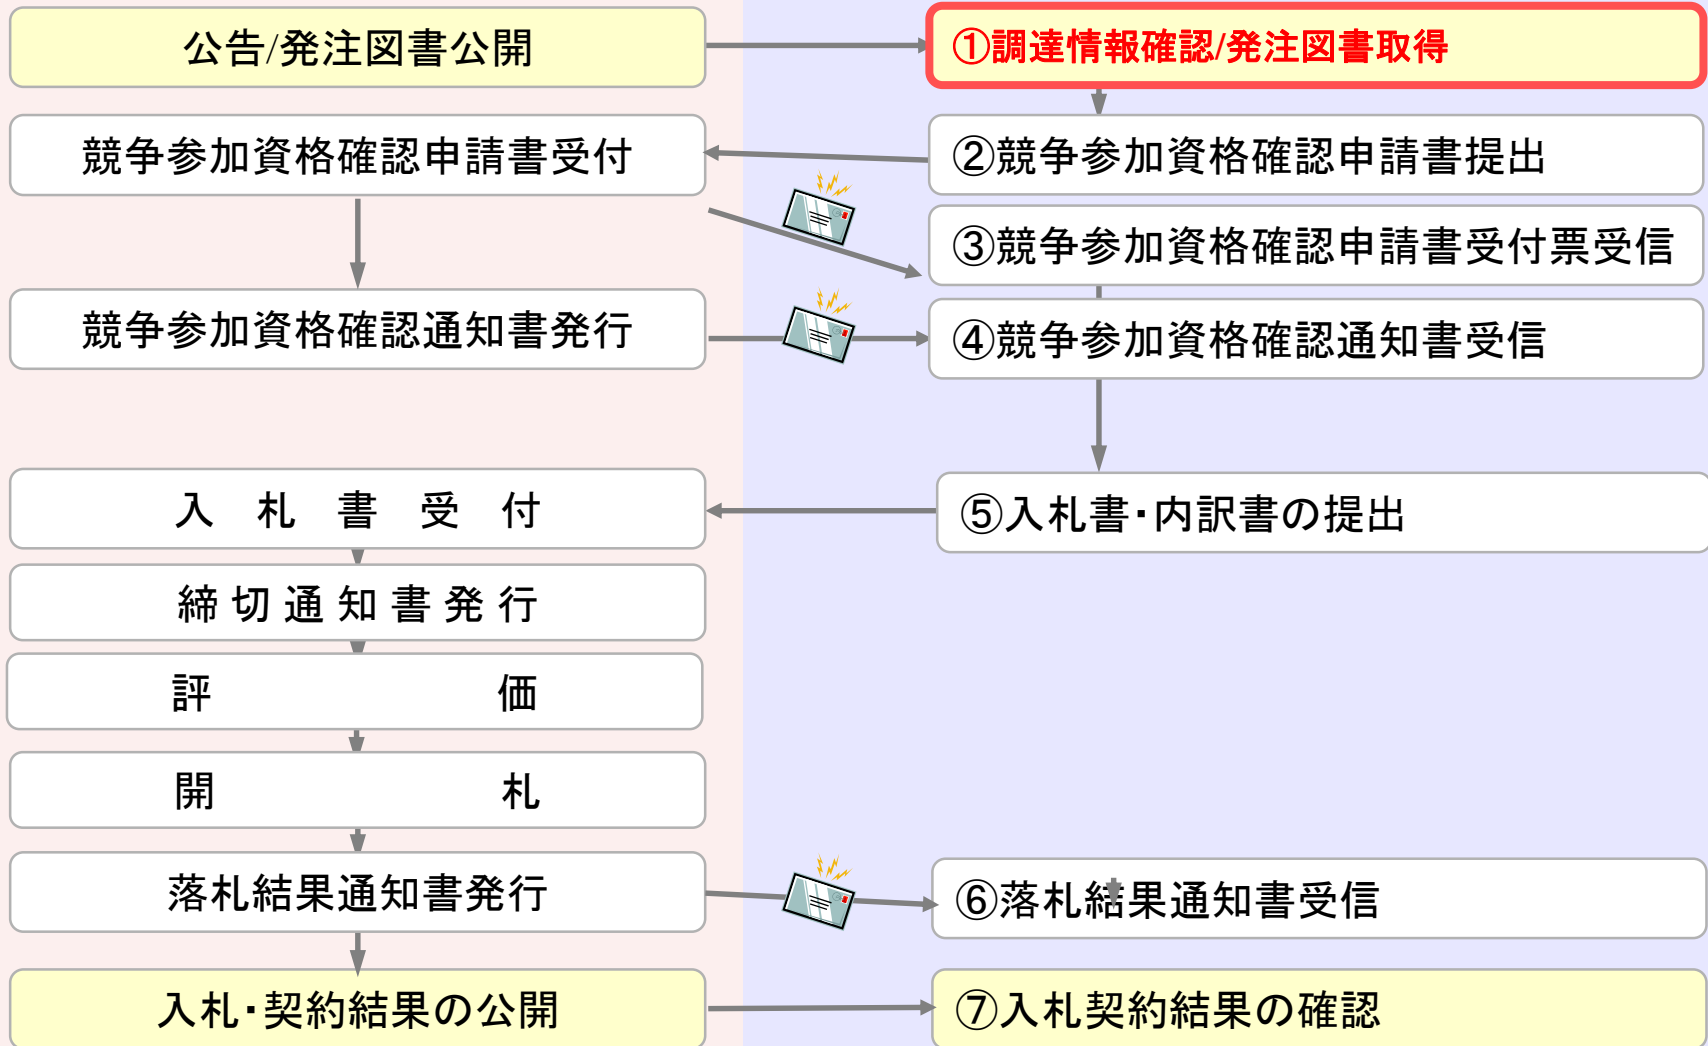 公告/発注図書公開
①調達情報確認/発注図書取得
競争参加資格確認申請書受付
②競争参加資格確認申請書提出
③競争参加資格確認申請書受付票受信
競争参加資格確認通知書発行
④競争参加資格確認通知書受信
入 札 書 受 付
⑤入札書・内訳書の提出
締 切 通 知 書 発 行
評 価
開 札
落札結果通知書発行
⑥落札結果通知書受信
入札・契約結果の公開
⑦入札契約結果の確認